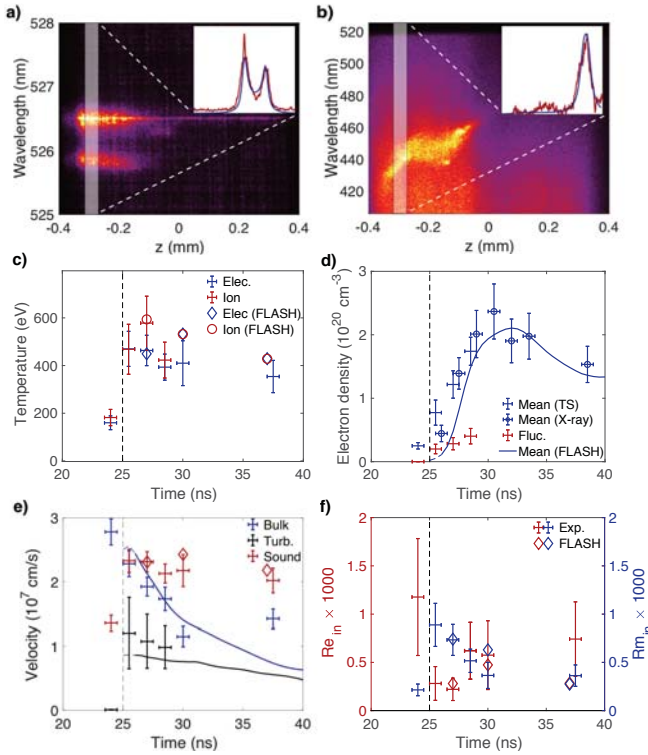 a)
b)
528
527
526
525
Wavelength (nm)
-0.4 -0.2 0 0.2 0.4
z (mm)
520
500
480
460
440
420
Wavelength (nm)
-0.4 -0.2 0 0.2 0.4
z (mm)
c)
600
400
200
0
Temperature (eV)
Elec.
Ion
Elec (FLASH)
Ion (FLASH)
20 25 30 35 40
Time (ns)
d)
3
2
1
0
Electron density (10²⁰ cm⁻³)
Mean (TS)
Mean (X-ray)
Fluc.
Mean (FLASH)
20 25 30 35 40
Time (ns)
e)
3
2
1
0
Velocity (10⁷ cm/s)
Bulk
Turb.
Sound
20 25 30 35 40
Time (ns)
f)
2
1.5
1
0.5
0
Re_in × 1000
Exp.
FLASH
2
1.5
1
0.5
0
Rm_in × 1000
20 25 30 35 40
Time (ns)